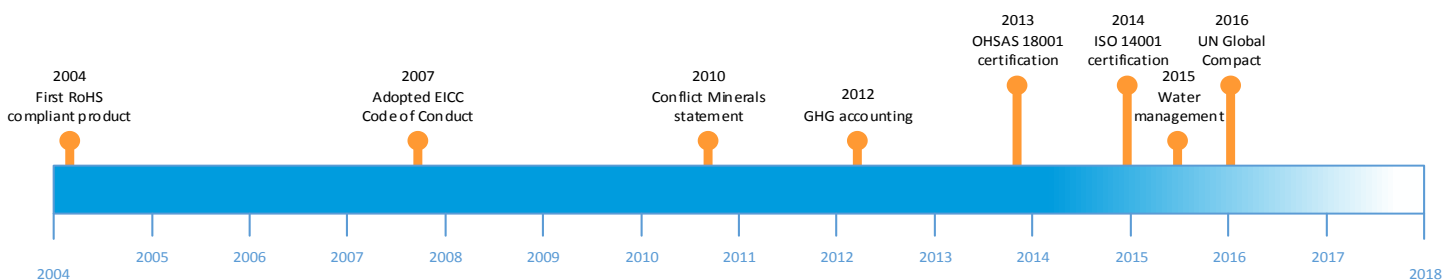 2004
First RoHS
compliant product
2007
Adopted EICC
Code of Conduct
2010
Conflict Minerals
statement
2012
GHG accounting
2013
OHSAS 18001
certification
2014
ISO 14001
certification
2015
Water
management
2016
UN Global
Compact
2004
2005
2006
2007
2008
2009
2010
2011
2012
2013
2014
2015
2016
2017
2018